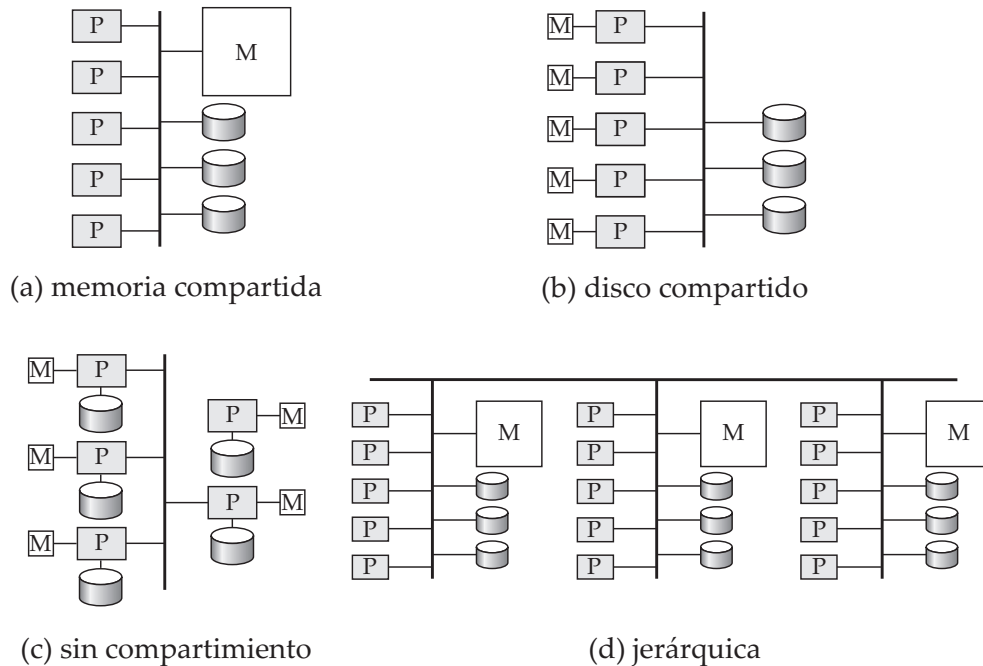 P
M
P
P
P
P
(a) memoria compartida
M P
M P
M P
M P
M P
(b) disco compartido
M P
P M
M P
P M
M P
(c) sin compartimiento
P M P M P M
P P P
P P P
P P P
P P P
(d) jerárquica